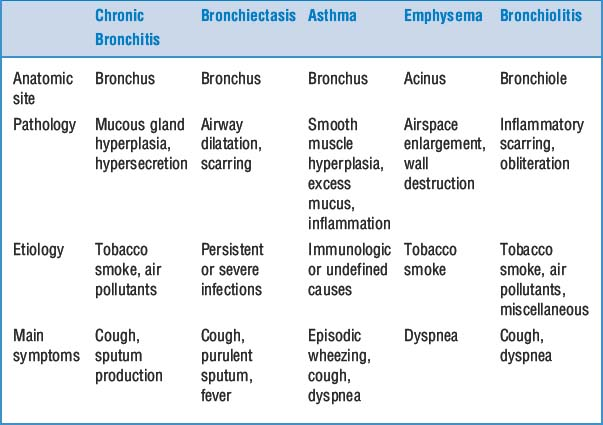 Chronic Bronchitis Bronchiectasis Asthma Emphysema Bronchiolitis
Anatomic site Bronchus Bronchus Bronchus Acinus Bronchiole
Pathology Mucous gland hyperplasia, hypersecretion Airway dilatation, scarring Smooth muscle hyperplasia, excess mucus, inflammation Airspace enlargement, wall destruction Inflammatory scarring, obliteration
Etiology Tobacco smoke, air pollutants Persistent or severe infections Immunologic or undefined causes Tobacco smoke Tobacco smoke, air pollutants, miscellaneous
Main symptoms Cough, sputum production Cough, purulent sputum, fever Episodic wheezing, cough, dyspnea Dyspnea Cough, dyspnea